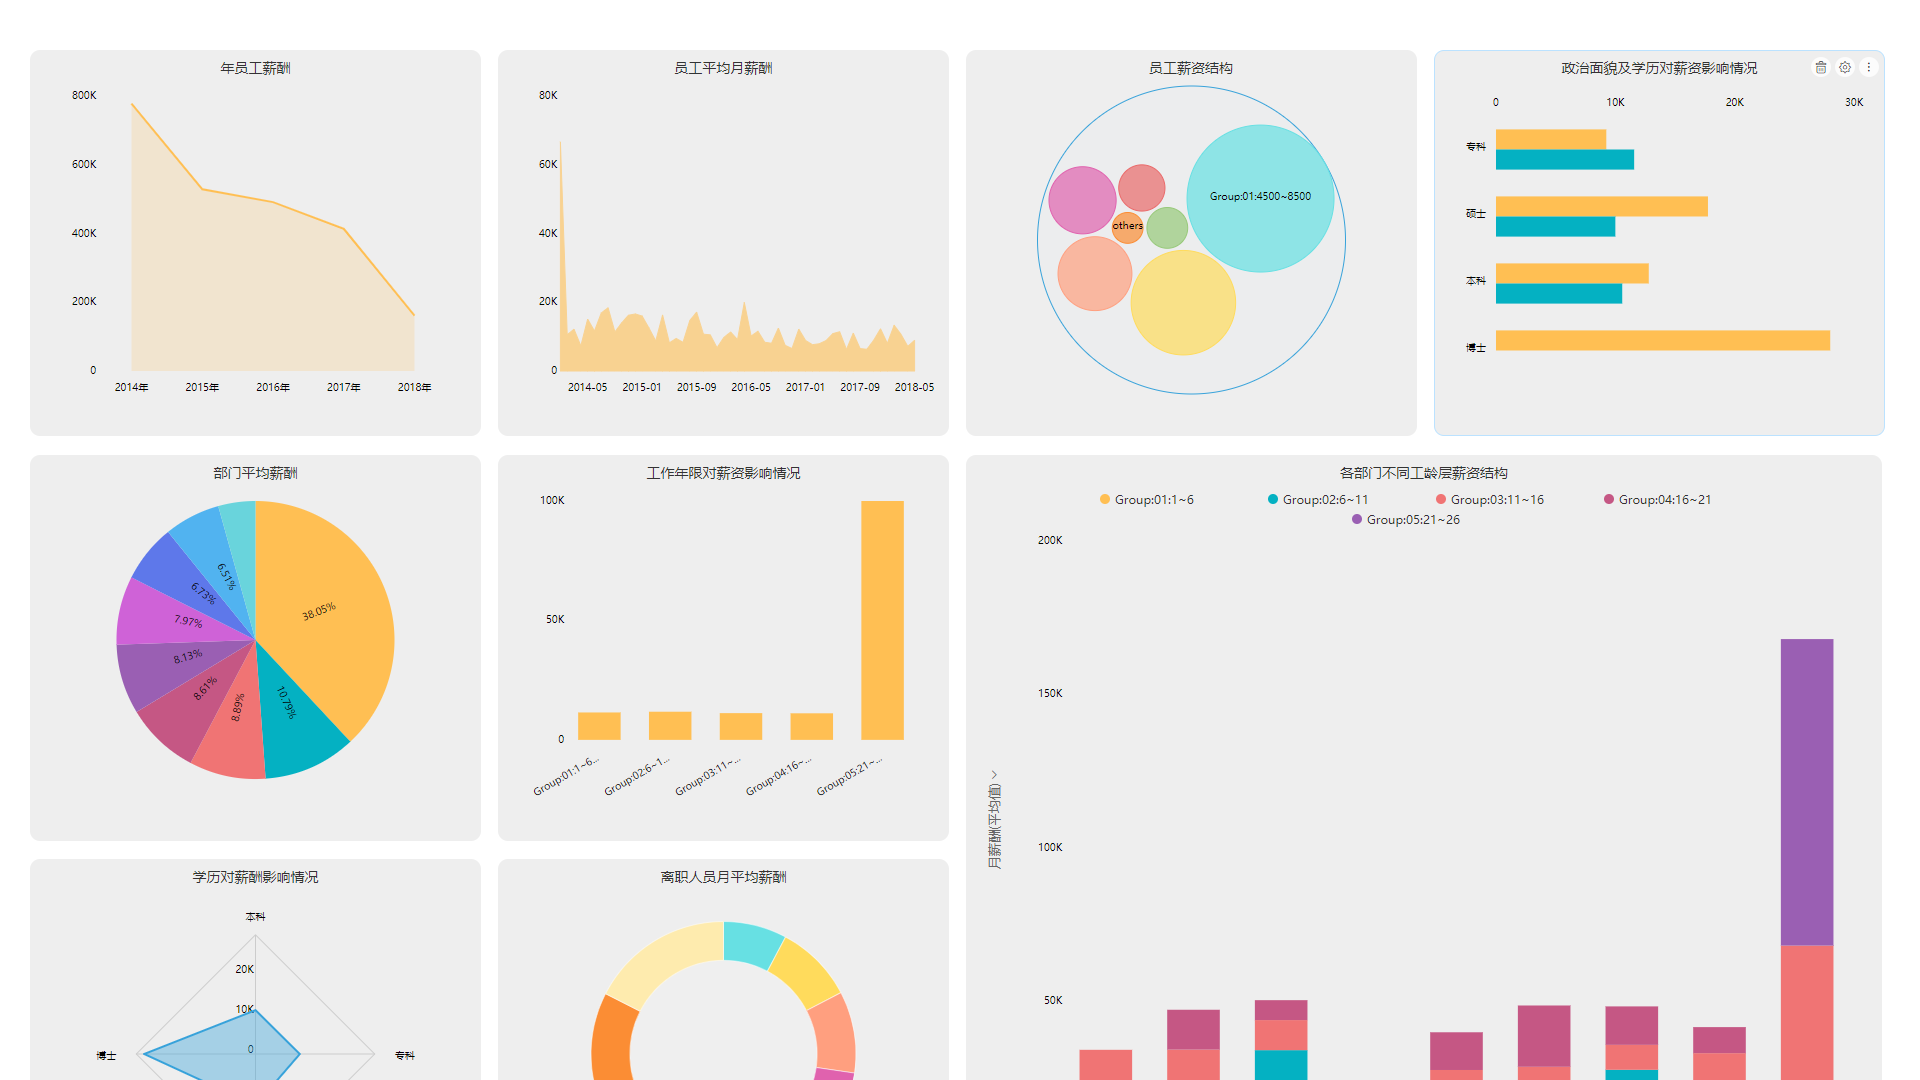 年员工薪酬
800K
600K
400K
200K
0
2014年 2015年 2016年 2017年 2018年
员工平均月薪酬
80K
60K
40K
20K
0
2014-05 2015-01 2015-09 2016-05 2017-01 2017-09 2018-05
员工薪资结构
Group:01:4500~8500
others
政治面貌及学历对薪资影响情况
0 10K 20K 30K
专科
硕士
本科
博士
部门平均薪酬
38.05%
10.79%
8.89%
8.61%
8.13%
7.97%
6.73%
6.51%
工作年限对薪资影响情况
100K
50K
0
Group:01:1~6... Group:02:6~1... Group:03:11~... Group:04:16~... Group:05:21~...
各部门不同工龄层薪资结构
Group:01:1~6 Group:02:6~11 Group:03:11~16 Group:04:16~21
Group:05:21~26
200K
150K
100K
50K
月薪酬(平均值)
学历对薪酬影响情况
本科
20K
10K
0
博士
专科
离职人员月平均薪酬